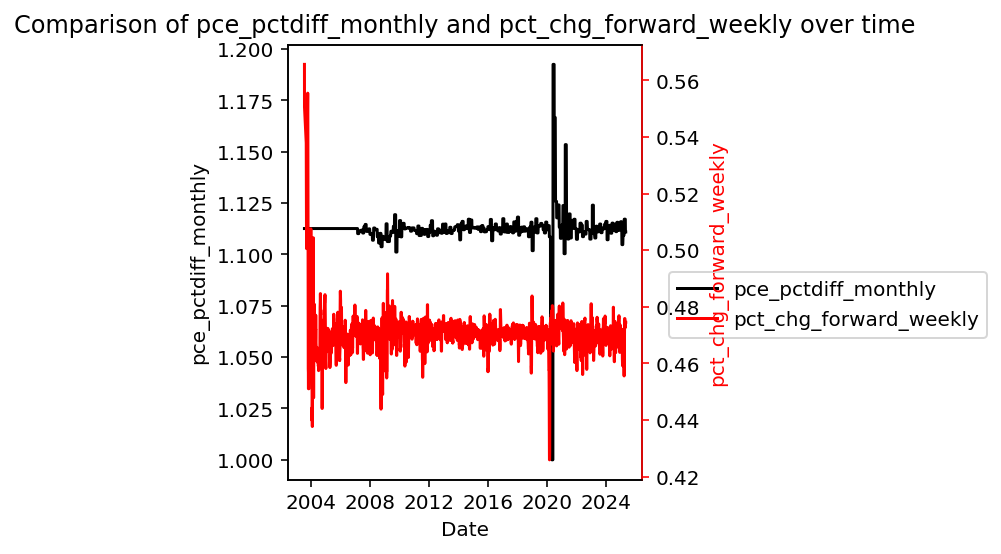 Comparison of pce_pctdiff_monthly and pct_chg_forward_weekly over time
1.200
1.175
1.150
1.125
1.100
1.075
1.050
1.025
1.000
pce_pctdiff_monthly
0.56
0.54
0.52
0.50
0.48
0.46
0.44
0.42
pct_chg_forward_weekly
pce_pctdiff_monthly
pct_chg_forward_weekly
2004 2008 2012 2016 2020 2024
Date